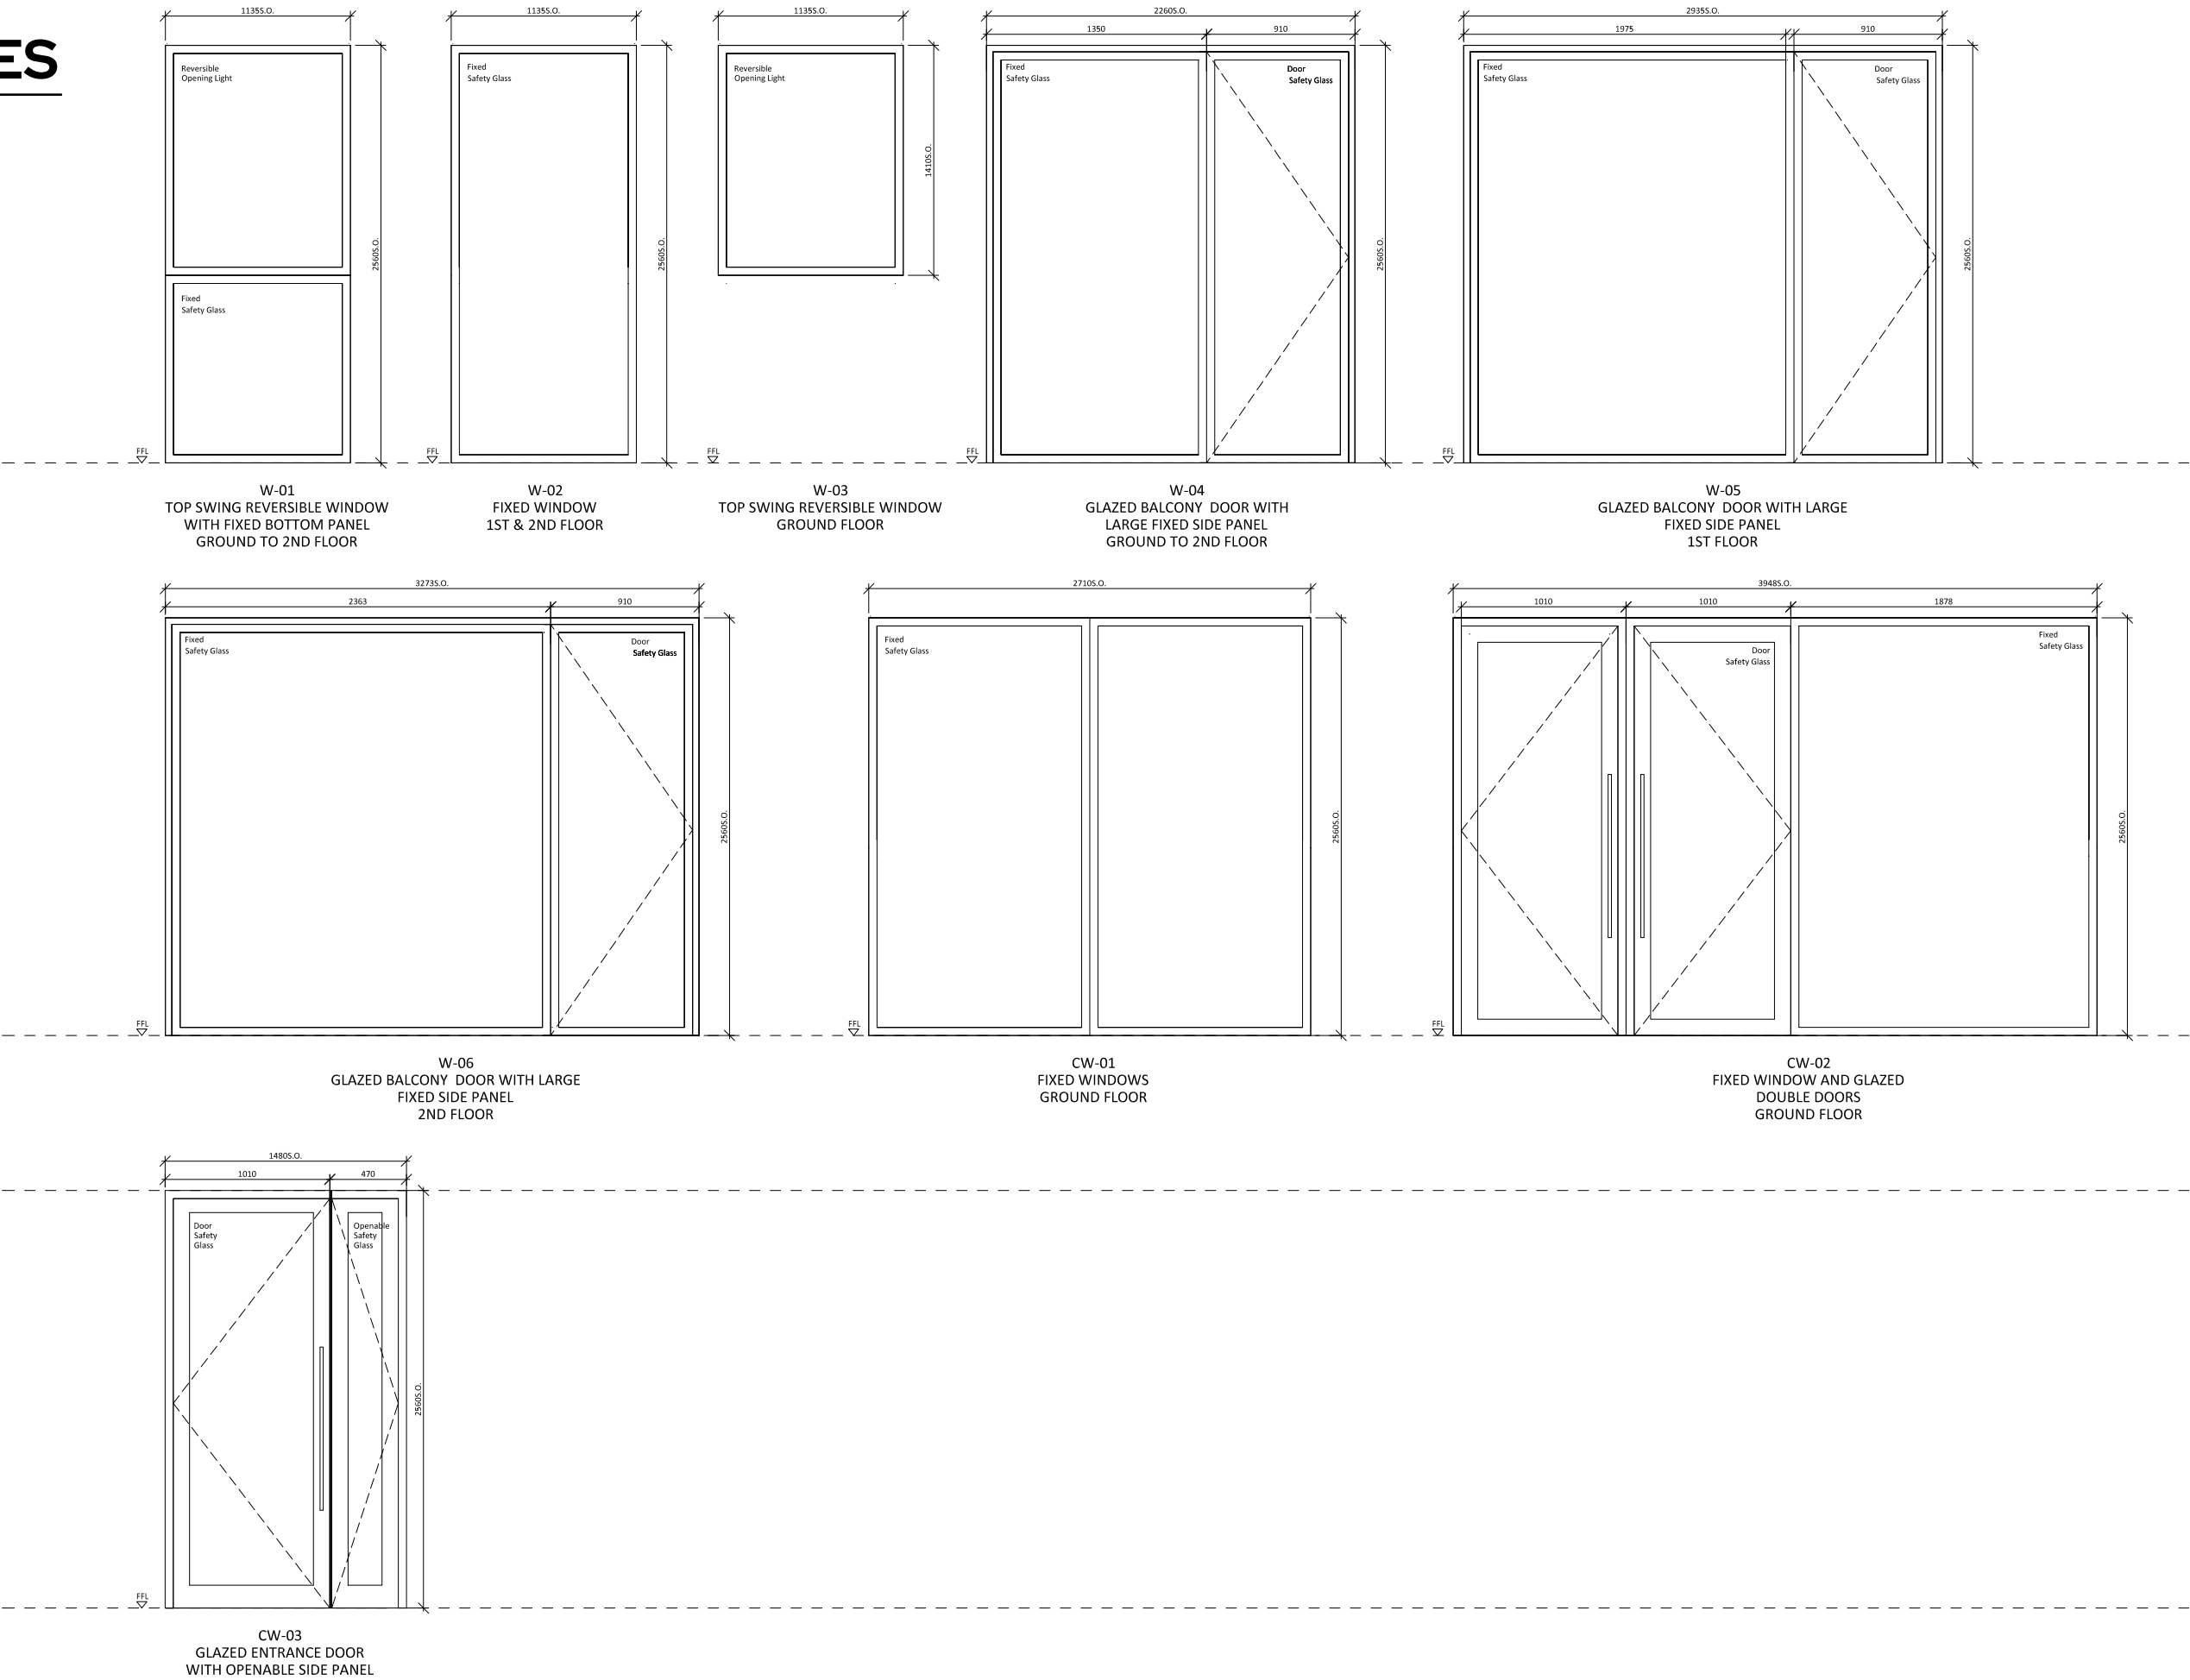 ES
1135S.O.
Reversible
Opening Light
Fixed
Safety Glass
2560S.O.
FFL
W-01
TOP SWING REVERSIBLE WINDOW
WITH FIXED BOTTOM PANEL
GROUND TO 2ND FLOOR
1135S.O.
Fixed
Safety Glass
2560S.O.
FFL
W-02
FIXED WINDOW
1ST & 2ND FLOOR
1135S.O.
Reversible
Opening Light
1410S.O.
FFL
W-03
TOP SWING REVERSIBLE WINDOW
GROUND FLOOR
2260S.O.
1350
910
Fixed
Safety Glass
Door
Safety Glass
2560S.O.
FFL
W-04
GLAZED BALCONY DOOR WITH
LARGE FIXED SIDE PANEL
GROUND TO 2ND FLOOR
2935S.O.
1975
910
Fixed
Safety Glass
Door
Safety Glass
2560S.O.
FFL
W-05
GLAZED BALCONY DOOR WITH LARGE
FIXED SIDE PANEL
1ST FLOOR
3273S.O.
2363
910
Fixed
Safety Glass
Door
Safety Glass
2560S.O.
FFL
W-06
GLAZED BALCONY DOOR WITH LARGE
FIXED SIDE PANEL
2ND FLOOR
2710S.O.
Fixed
Safety Glass
2560S.O.
FFL
CW-01
FIXED WINDOWS
GROUND FLOOR
3948S.O.
1010
1010
1878
Door
Safety Glass
Fixed
Safety Glass
2560S.O.
FFL
CW-02
FIXED WINDOW AND GLAZED
DOUBLE DOORS
GROUND FLOOR
1480S.O.
1010
470
Door
Safety
Glass
Openable
Safety
Glass
2560S.O.
FFL
CW-03
GLAZED ENTRANCE DOOR
WITH OPENABLE SIDE PANEL